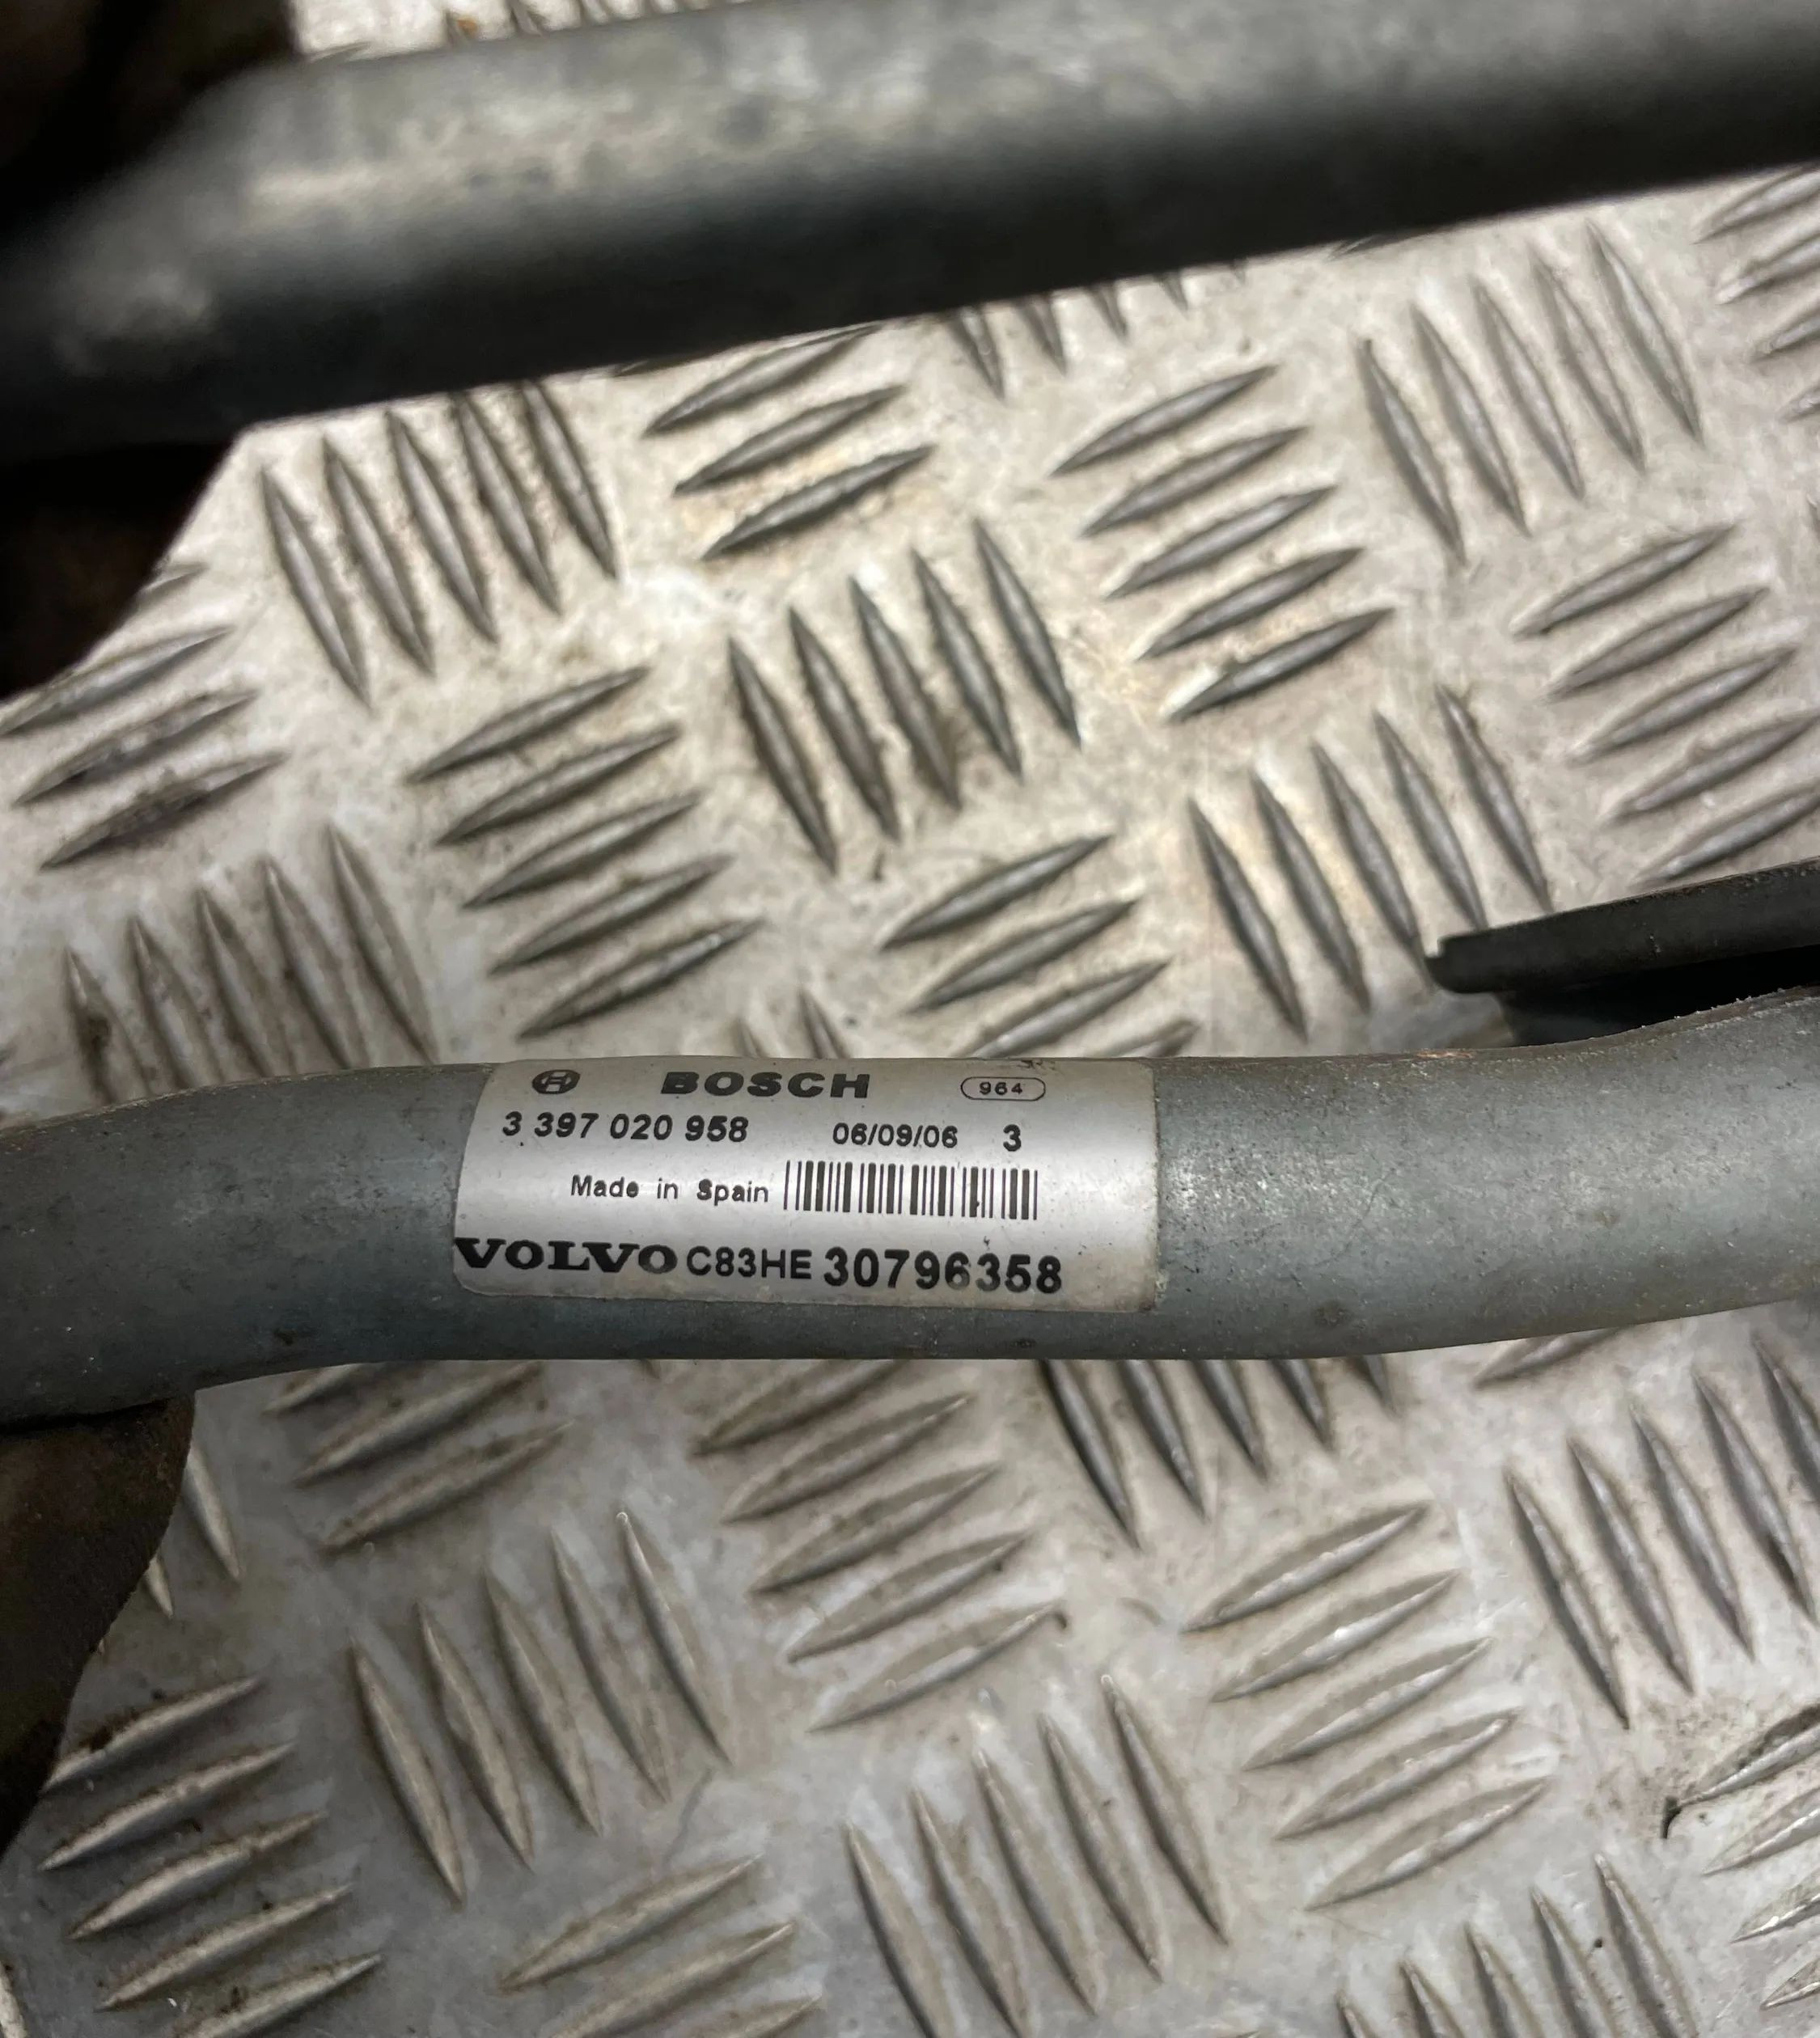 BOSCH 964
3 397 020 958 06/09/06 3
Made in Spain
VOLVO C83HE 30796358